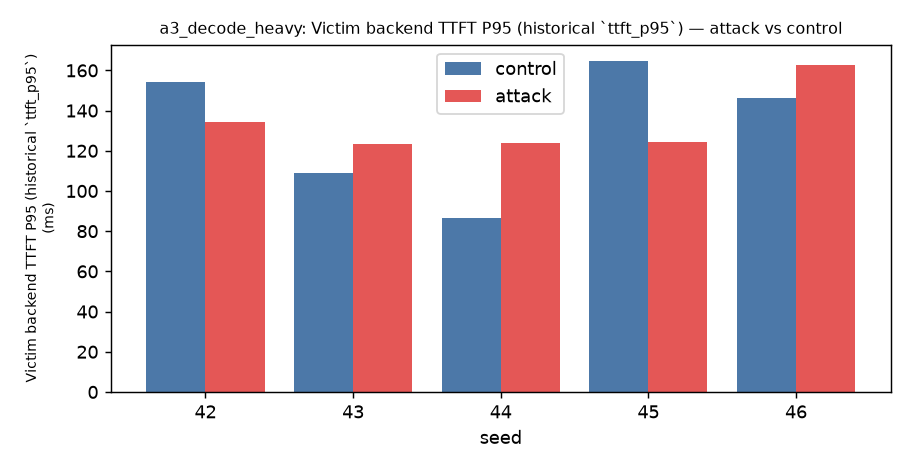 a3_decode_heavy: Victim backend TTFT P95 (historical `ttft_p95`) — attack vs control
control
attack
Victim backend TTFT P95 (historical `ttft_p95`)
(ms)
160
140
120
100
80
60
40
20
0
42 43 44 45 46
seed